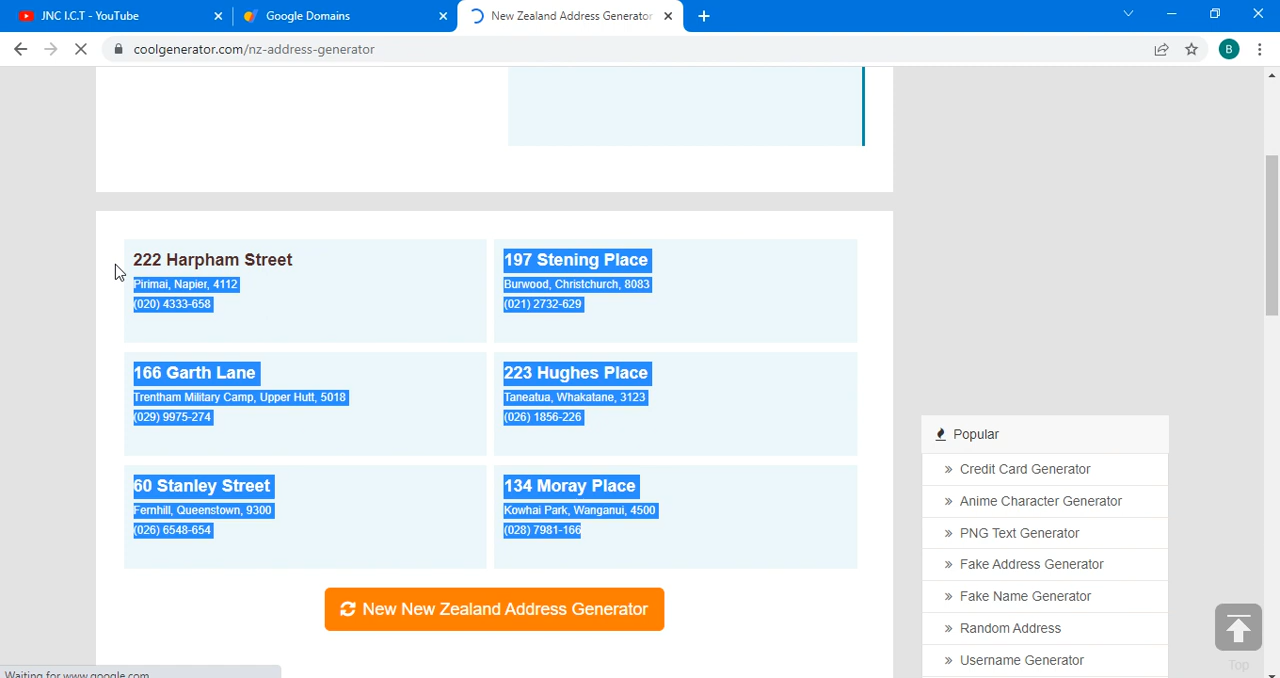 JNC I.C.T - YouTube
Google Domains
New Zealand Address Generator
coolgenerator.com/nz-address-generator
B
222 Harpham Street
Pirimai, Napier, 4112
(020) 4333-658
197 Stening Place
Burwood, Christchurch, 8083
(021) 2732-629
166 Garth Lane
Trentham Military Camp, Upper Hutt, 5018
(029) 9975-274
223 Hughes Place
Taneatua, Whakatane, 3123
(026) 1856-226
60 Stanley Street
Fernhill, Queenstown, 9300
(026) 6548-654
134 Moray Place
Kowhai Park, Wanganui, 4500
(028) 7981-166
New New Zealand Address Generator
Popular
» Credit Card Generator
» Anime Character Generator
» PNG Text Generator
» Fake Address Generator
» Fake Name Generator
» Random Address
» Username Generator
Top
Waiting for www.google.com